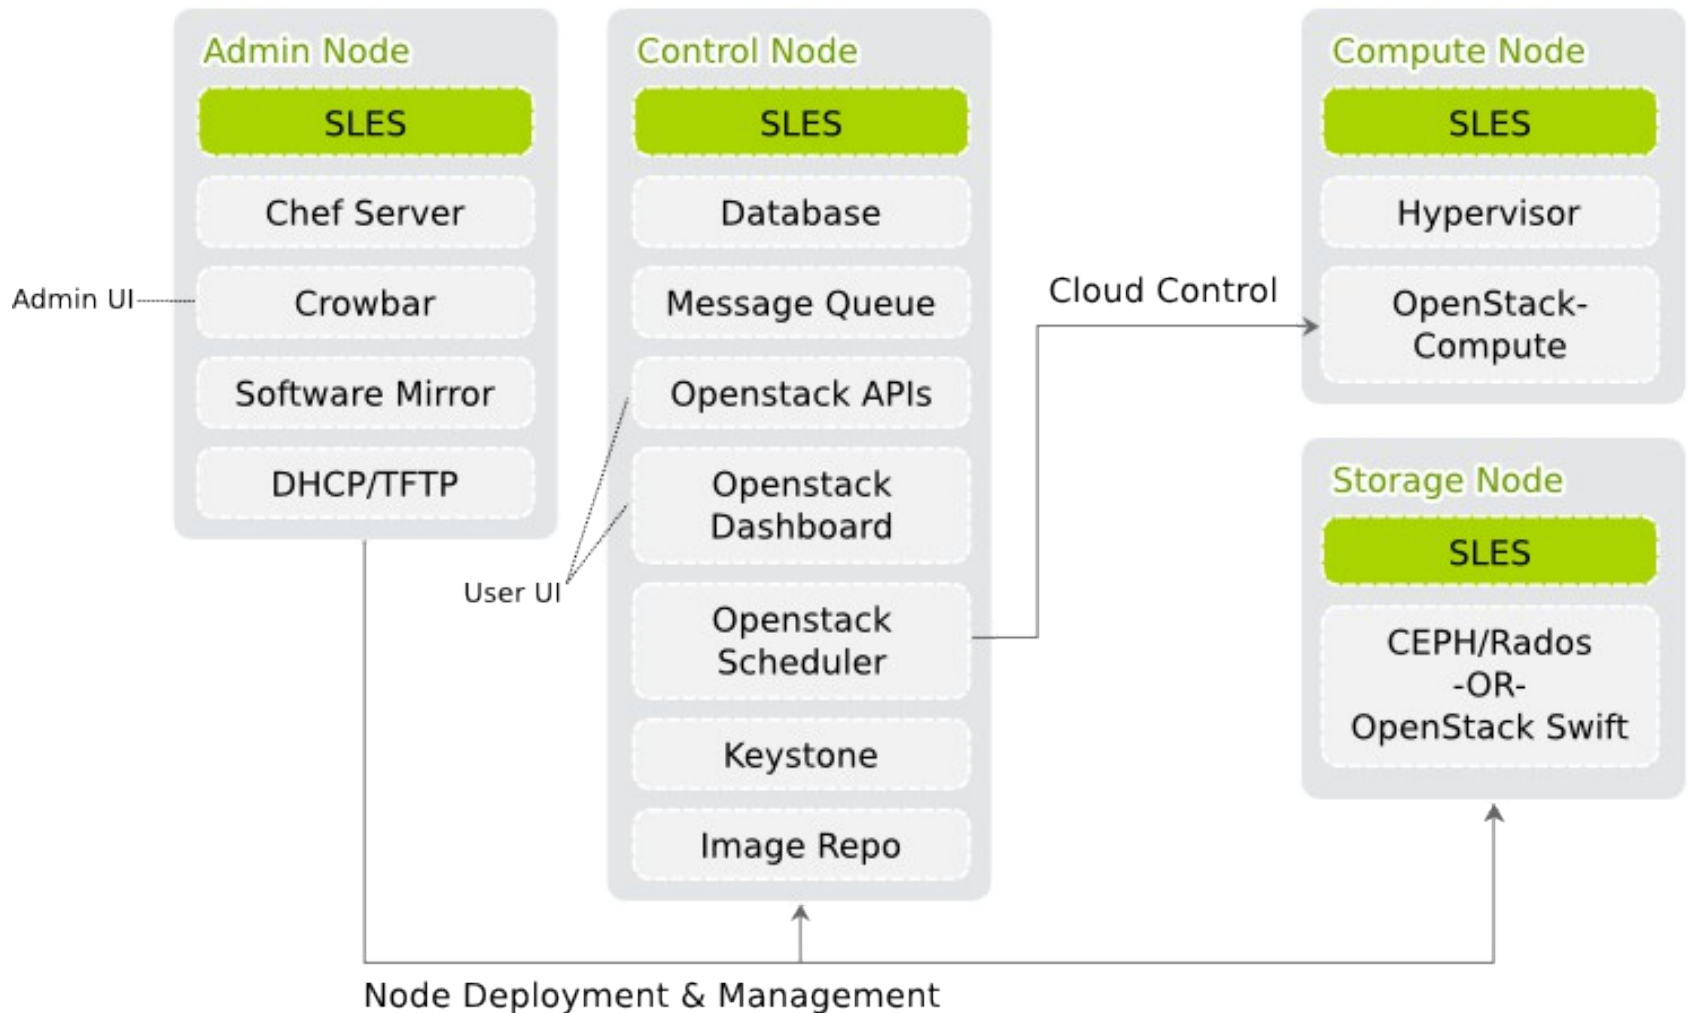 Admin Node
SLES
Chef Server
Admin UI
Crowbar
Software Mirror
DHCP/TFTP
Control Node
SLES
Database
Message Queue
Openstack APIs
Openstack
Dashboard
User UI
Openstack
Scheduler
Keystone
Image Repo
Cloud Control
Compute Node
SLES
Hypervisor
OpenStack-
Compute
Storage Node
SLES
CEPH/Rados
-OR-
OpenStack Swift
Node Deployment & Management